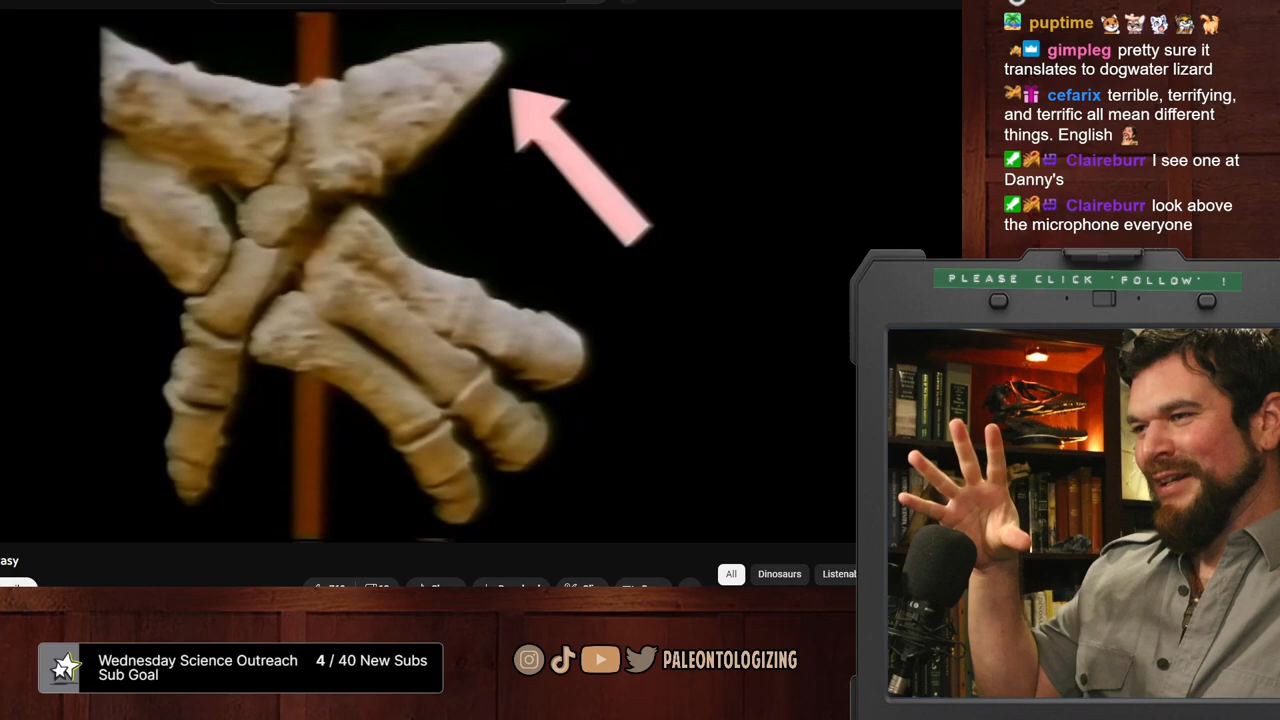 puptime
gimpleg pretty sure it
translates to dogwater lizard
cefarix terrible, terrifying,
and terrific all mean different
things. English
Claireburr I see one at
Danny's
Claireburr look above
the microphone everyone
PLEASE CLICK 'FOLLOW' !
asy
All
Dinosaurs
Listenab
Wednesday Science Outreach 4 / 40 New Subs
Sub Goal
PALEONTOLOGIZING